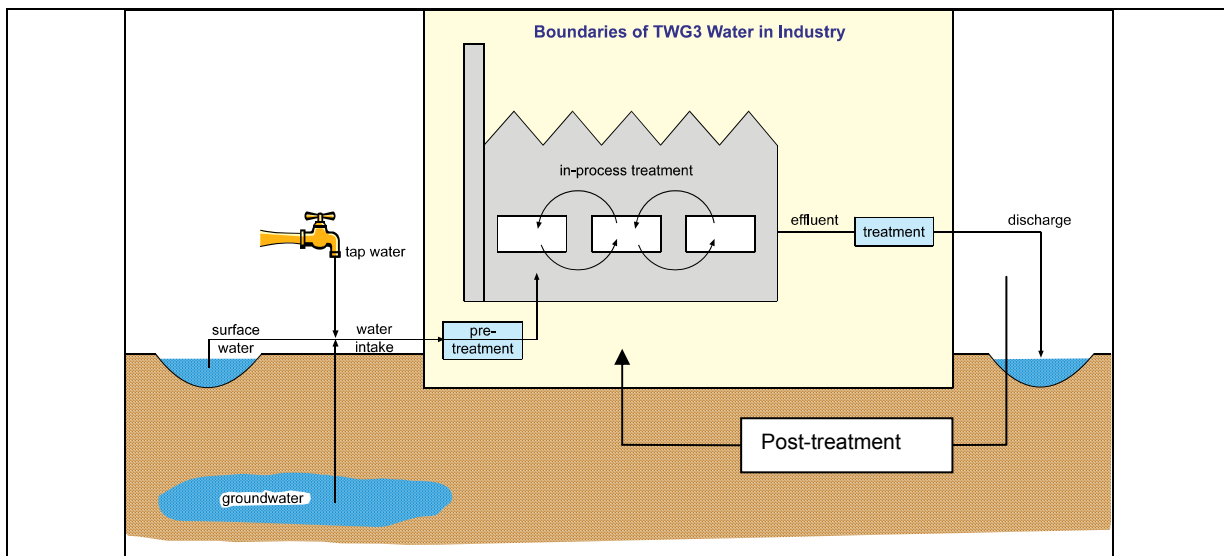 Boundaries of TWG3 Water in Industry
in-process treatment
effluent
treatment
discharge
tap water
surface
water
water
intake
pre-
treatment
Post-treatment
groundwater